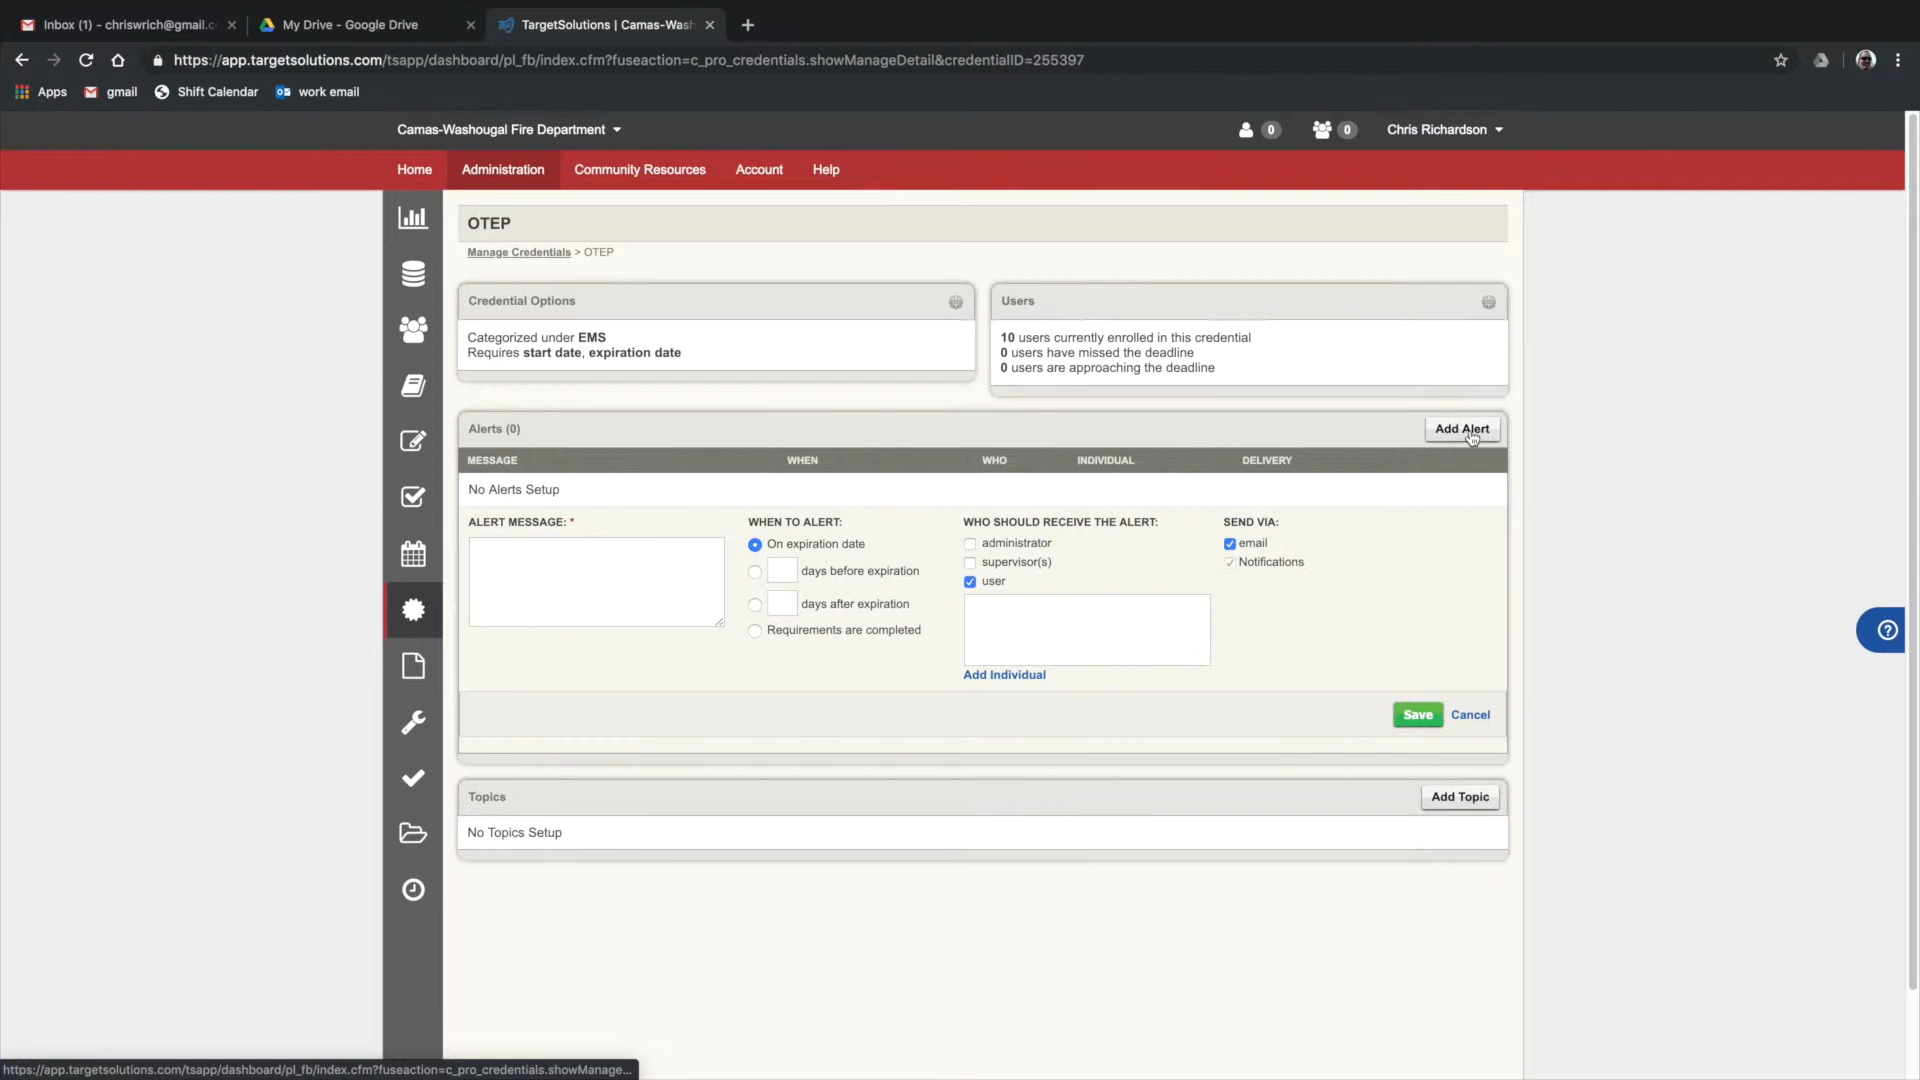 Inbox (1) - chriswrich@gmail.c
My Drive - Google Drive
TargetSolutions | Camas-Wash
https://app.targetsolutions.com/tsapp/dashboard/pl_fb/index.cfm?fuseaction=c_pro_credentials.showManageDetail&credentialID=255397
Apps gmail Shift Calendar work email
Camas-Washougal Fire Department 0 0 Chris Richardson
Home Administration Community Resources Account Help
OTEP
Manage Credentials > OTEP
Credential Options
Categorized under EMS
Requires start date, expiration date
Users
10 users currently enrolled in this credential
0 users have missed the deadline
0 users are approaching the deadline
Alerts (0) Add Alert
MESSAGE WHEN WHO INDIVIDUAL DELIVERY
No Alerts Setup
ALERT MESSAGE: *
WHEN TO ALERT:
On expiration date
days before expiration
days after expiration
Requirements are completed
WHO SHOULD RECEIVE THE ALERT:
administrator
supervisor(s)
user
Add Individual
SEND VIA:
email
Notifications
Save Cancel
Topics Add Topic
No Topics Setup
https://app.targetsolutions.com/tsapp/dashboard/pl_fb/index.cfm?fuseaction=c_pro_credentials.showManage...